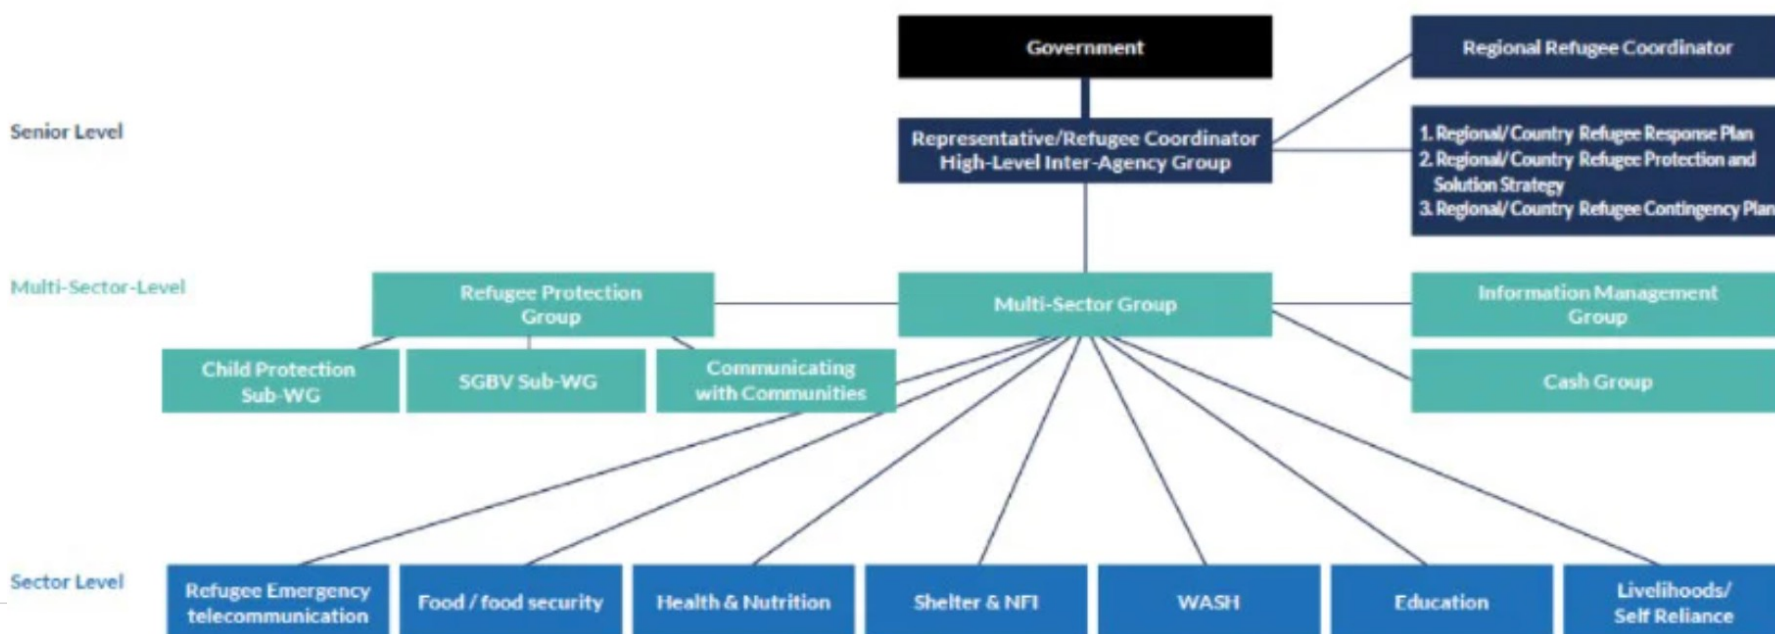 Government
Regional Refugee Coordinator
Senior Level
Representative/Refugee Coordinator
High-Level Inter-Agency Group
1. Regional/ Country Refugee Response Plan
2. Regional/ Country Refugee Protection and
Solution Strategy
3. Regional/ Country Refugee Contingency Plan
Multi-Sector-Level
Refugee Protection
Group
Multi-Sector Group
Information Management
Group
Child Protection
Sub-WG
SGBV Sub-WG
Communicating
with Communities
Cash Group
Sector Level
Refugee Emergency
telecommunication
Food / food security
Health & Nutrition
Shelter & NFI
WASH
Education
Livelihoods/
Self Reliance